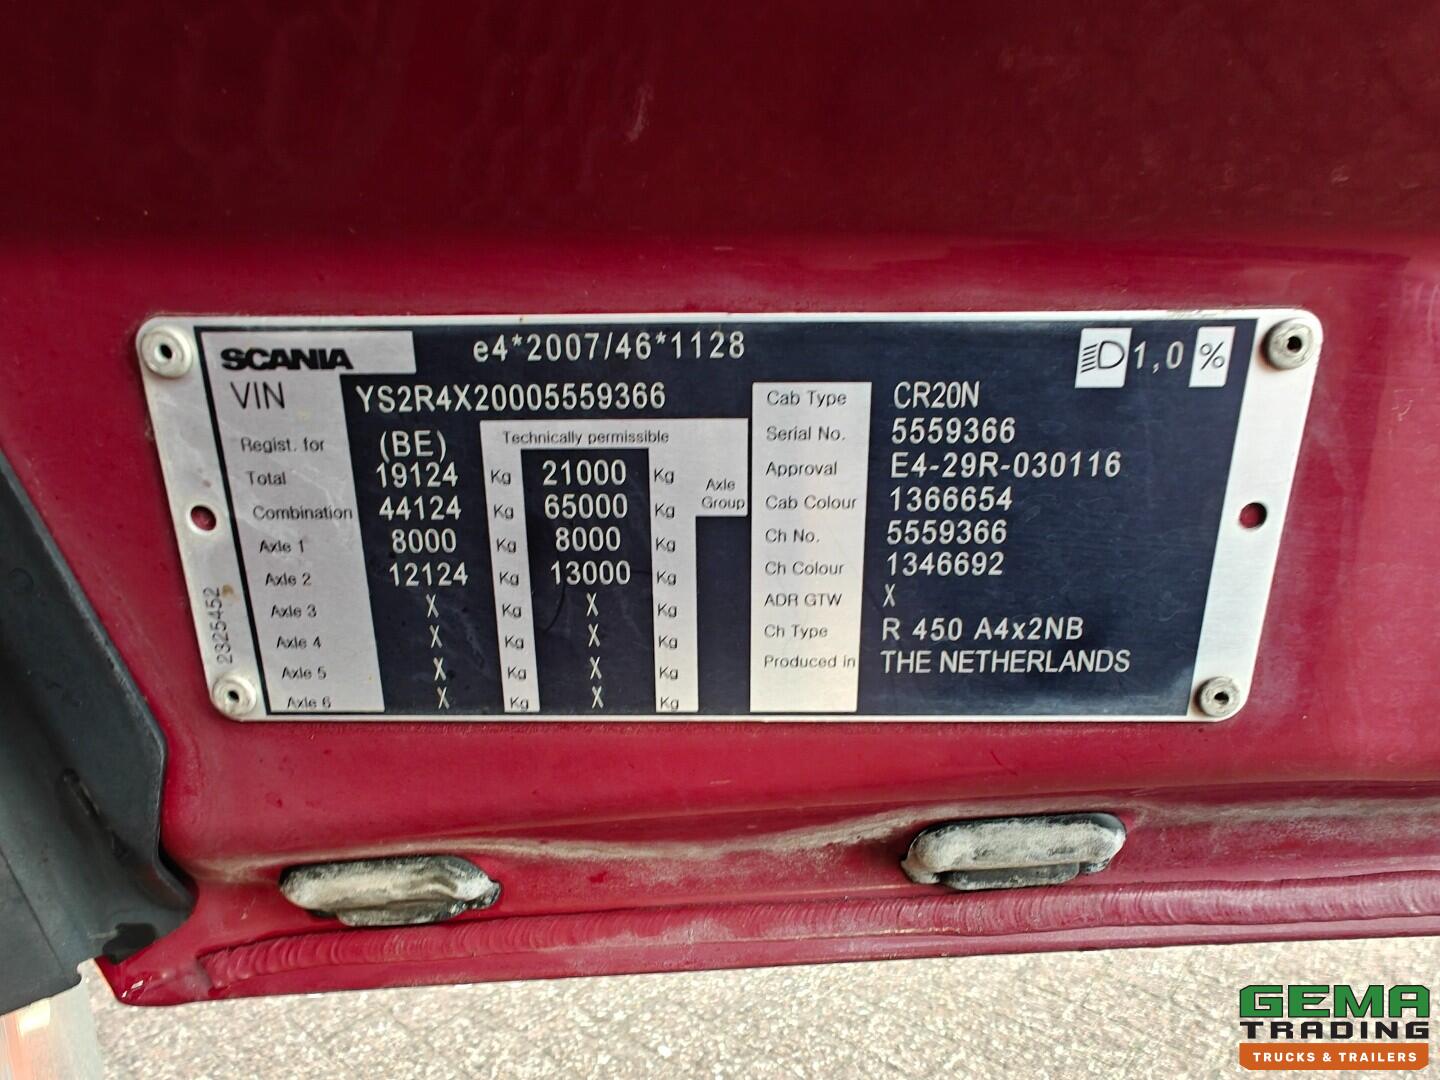 SCANIA e4*2007/46*1128 1,0 %
VIN YS2R4X20005559366
Regist. for (BE) Technically permissible
Total 19124 Kg 21000 Kg Axle Group
Combination 44124 Kg 65000 Kg
Axle 1 8000 Kg 8000 Kg
Axle 2 12124 Kg 13000 Kg
Axle 3 X Kg X Kg
Axle 4 X Kg X Kg
Axle 5 X Kg X Kg
Axle 6 X Kg X Kg
Cab Type CR20N
Serial No. 5559366
Approval E4-29R-030116
Cab Colour 1366654
Ch No. 5559366
Ch Colour 1346692
ADR GTW X
Ch Type R 450 A4x2NB
Produced in THE NETHERLANDS
2325452
GEMA
TRADING
TRUCKS & TRAILERS